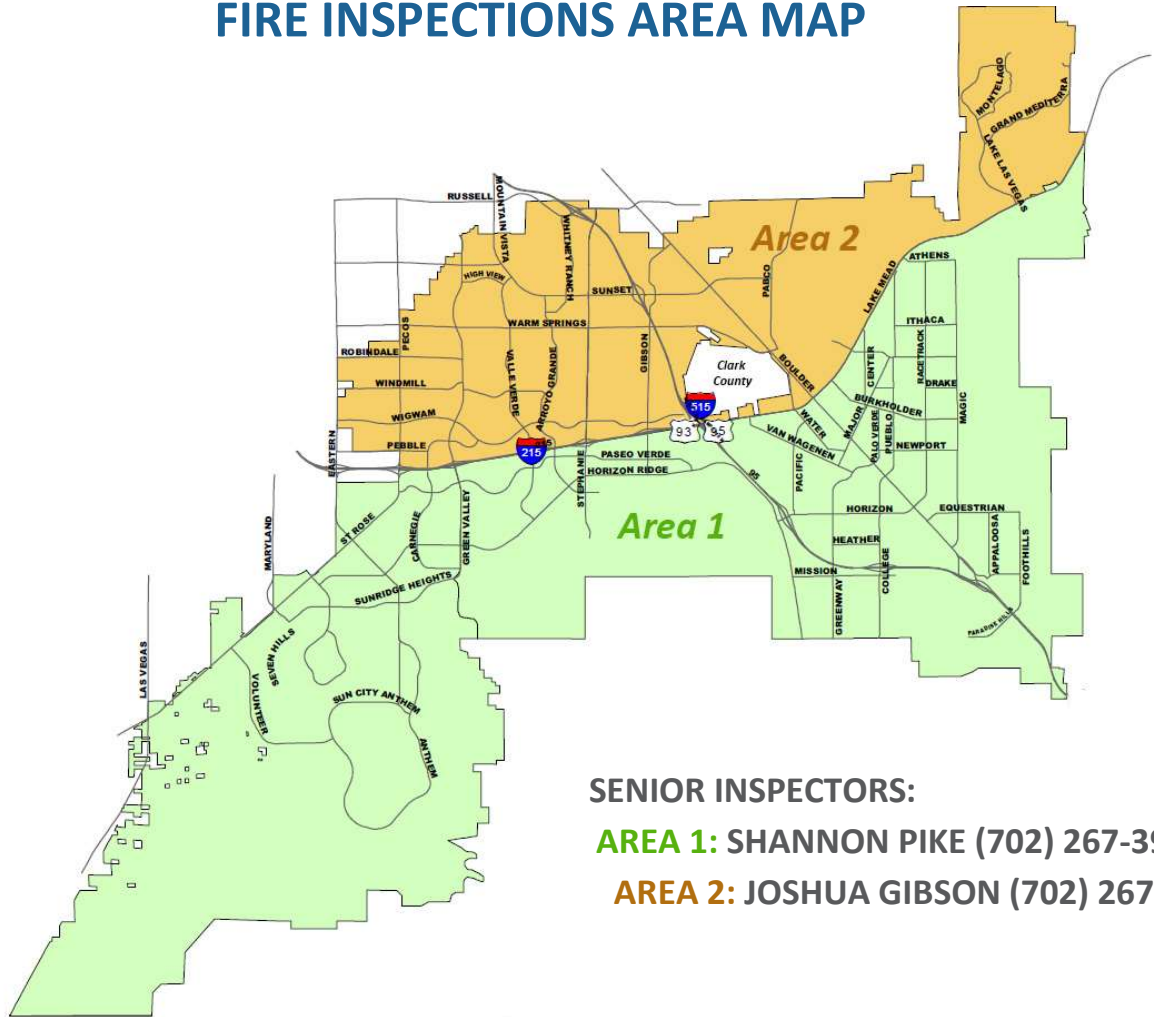 FIRE INSPECTIONS AREA MAP
MONTELAGO
GRAND MEDITERRA
LAKE LAS VEGAS
RUSSELL
MOUNTAIN VISTA
WHITNEY RANCH
Area 2
ATHENS
HIGH VIEW
SUNSET
PABCO
LAKE MEAD
PECOS
WARM SPRINGS
ITHACA
ROBINDALE
VALLE VERDE
ARROYO GRANDE
GIBSON
Clark
County
BOULDER
CENTER
RACETRACK
DRAKE
WINDMILL
WIGWAM
515
MAJOR
BURKHOLDER
MAGIC
EASTERN
PEBBLE
215
215
93
95
WATER
VAN WAGENEN
PALO VERDE
PUEBLO
NEWPORT
STEPHANIE
PASEO VERDE
HORIZON RIDGE
95
PACIFIC
MARYLAND
ST ROSE
CARNEGIE
GREEN VALLEY
Area 1
HORIZON
EQUESTRIAN
HEATHER
APPALOOSA
FOOTHILLS
MISSION
COLLEGE
GREENWAY
SUNRIDGE HEIGHTS
PARADISE HILLS
LAS VEGAS
SEVEN HILLS
VOLUNTEER
SUN CITY ANTHEM
ANTHEM
SENIOR INSPECTORS:
AREA 1: SHANNON PIKE (702) 267-39
AREA 2: JOSHUA GIBSON (702) 267